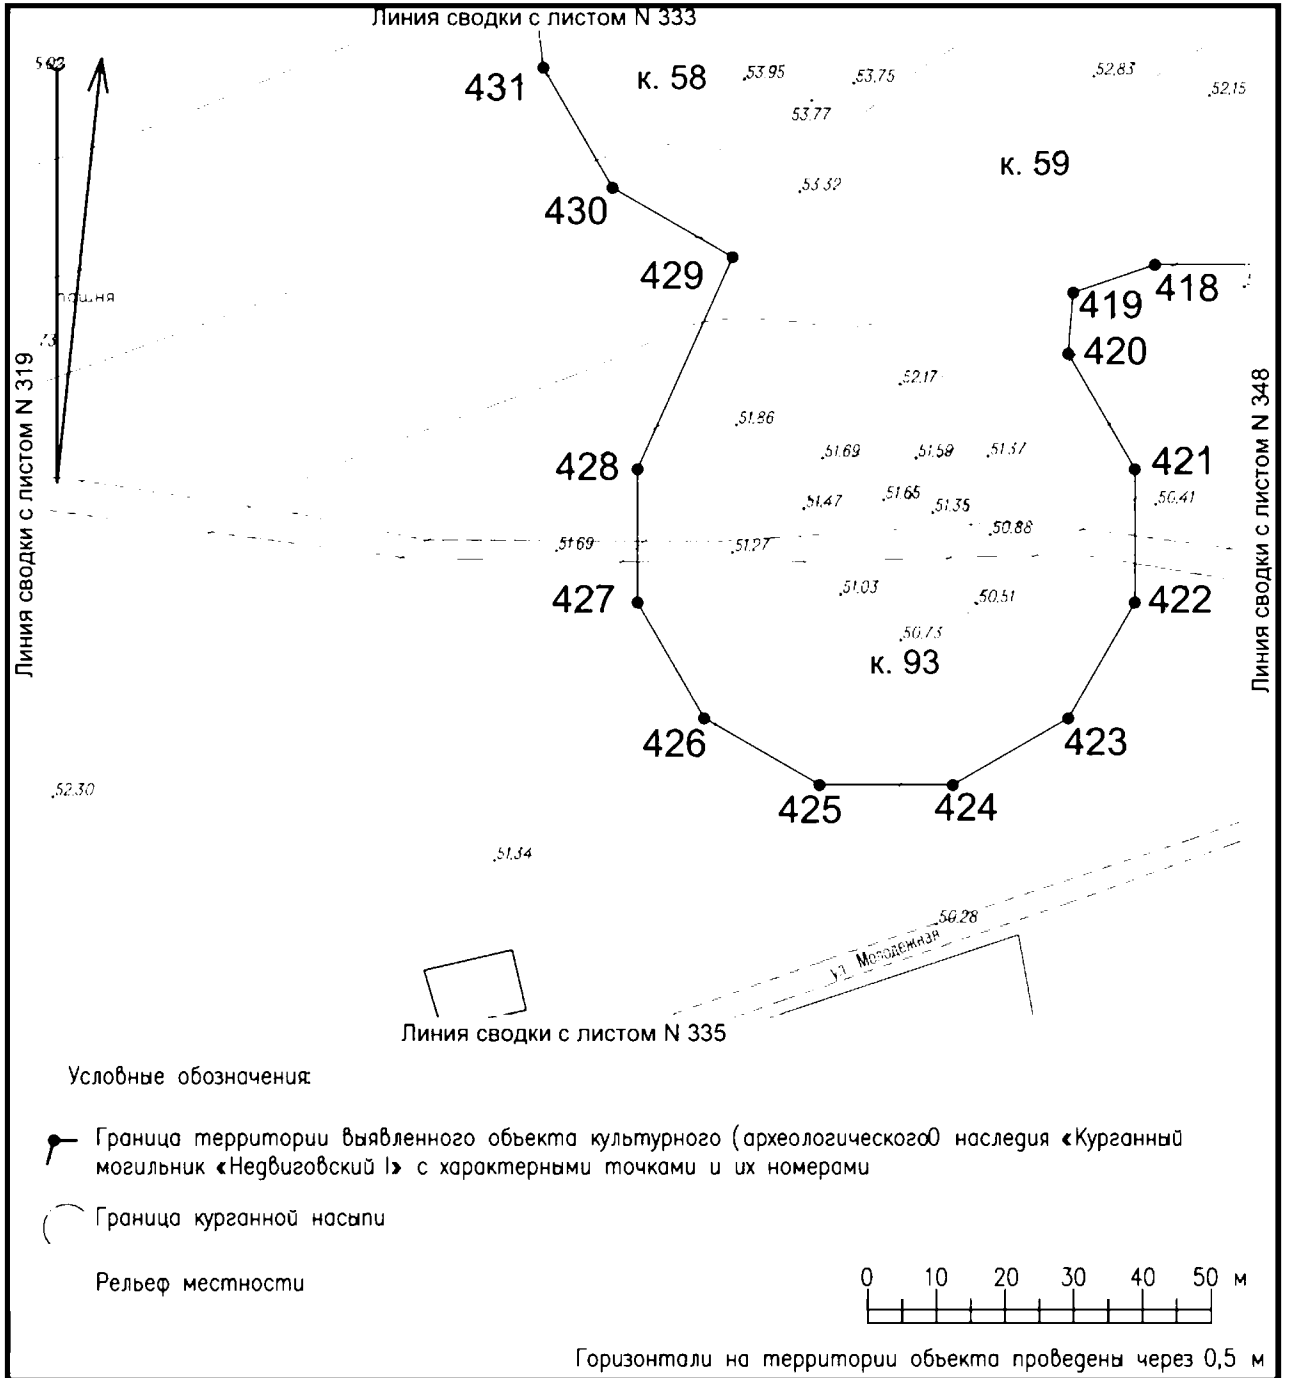 Линия сводки с листом N 333
431
к. 58
53.95
53.75
52.83
52.15
53.77
к. 59
53.32
430
429
418
419
420
пашня
Линия сводки с листом N 319
Линия сводки с листом N 348
52.17
51.86
428
51.69
51.59
51.37
421
51.47
51.65
51.35
50.41
50.88
51.69
51.27
427
51.03
50.51
422
50.73
к. 93
426
423
52.30
425
424
51.34
50.28
ул. Молодежная
Линия сводки с листом N 335
Условные обозначения:
Граница территории выявленного объекта культурного (археологического) наследия «Курганный
могильник «Недвиговский I» с характерными точками и их номерами
Граница курганной насыпи
Рельеф местности
0 10 20 30 40 50 м
Горизонтали на территории объекта проведены через 0,5 м